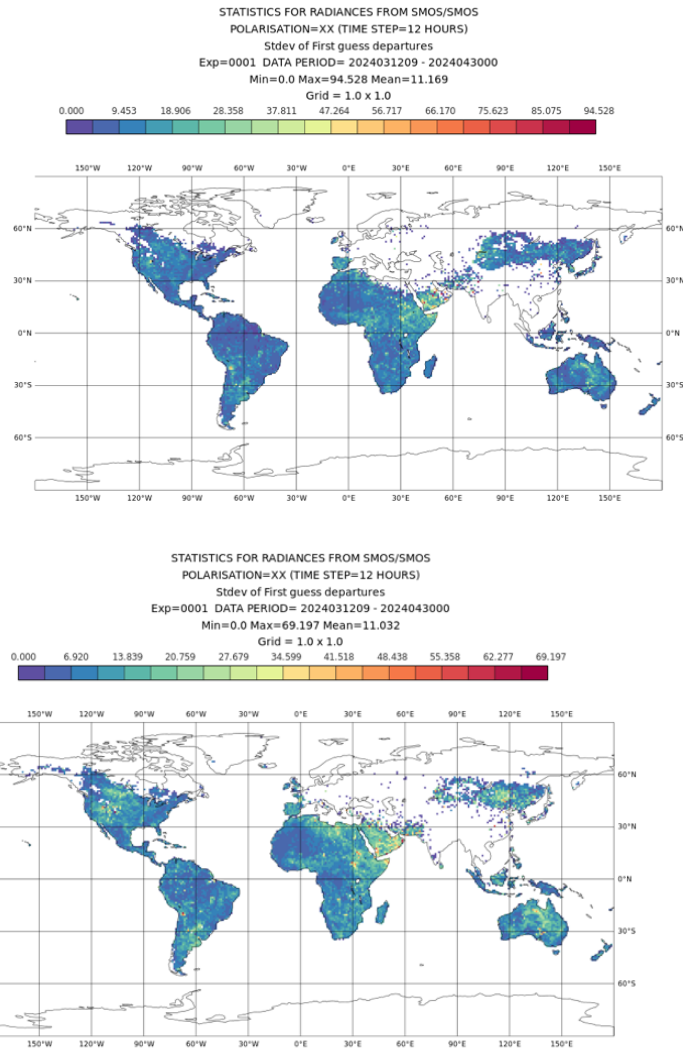 STATISTICS FOR RADIANCES FROM SMOS/SMOS
POLARISATION=XX (TIME STEP=12 HOURS)
Stdev of First guess departures
Exp=0001 DATA PERIOD= 2024031209 - 2024043000
Min=0.0 Max=94.528 Mean=11.169
Grid = 1.0 x 1.0
0.000 9.453 18.906 28.358 37.811 47.264 56.717 66.170 75.623 85.075 94.528
150°W 120°W 90°W 60°W 30°W 0°E 30°E 60°E 90°E 120°E 150°E
60°N 60°N
30°N 30°N
0°N 0°N
30°S 30°S
60°S 60°S
150°W 120°W 90°W 60°W 30°W 0°E 30°E 60°E 90°E 120°E 150°E
STATISTICS FOR RADIANCES FROM SMOS/SMOS
POLARISATION=XX (TIME STEP=12 HOURS)
Stdev of First guess departures
Exp=0001 DATA PERIOD= 2024031209 - 2024043000
Min=0.0 Max=69.197 Mean=11.032
Grid = 1.0 x 1.0
0.000 6.920 13.839 20.759 27.679 34.599 41.518 48.438 55.358 62.277 69.197
150°W 120°W 90°W 60°W 30°W 0°E 30°E 60°E 90°E 120°E 150°E
60°N
30°N
0°N
30°S
60°S
150°W 120°W 90°W 60°W 30°W 0°E 30°E 60°E 90°E 120°E 150°E